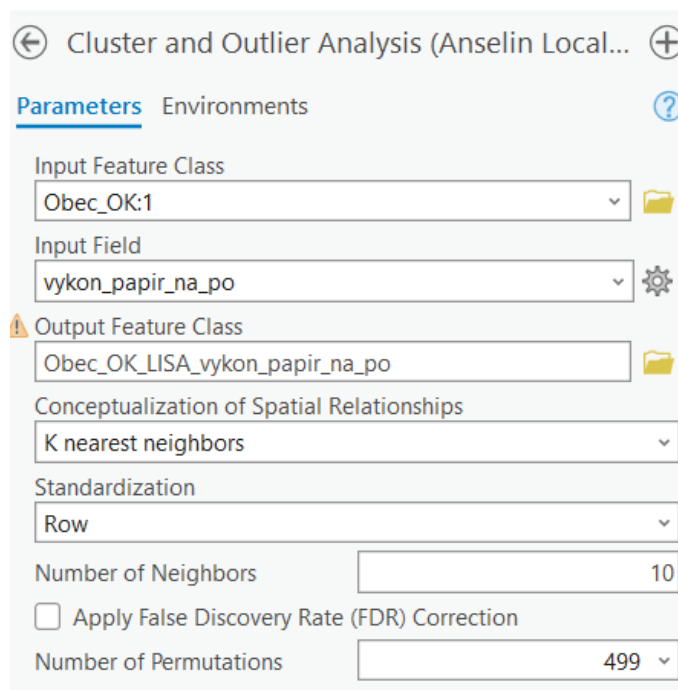 Cluster and Outlier Analysis (Anselin Local...
Parameters Environments
Input Feature Class
Obec_OK:1
Input Field
vykon_papir_na_po
Output Feature Class
Obec_OK_LISA_vykon_papir_na_po
Conceptualization of Spatial Relationships
K nearest neighbors
Standardization
Row
Number of Neighbors 10
Apply False Discovery Rate (FDR) Correction
Number of Permutations 499